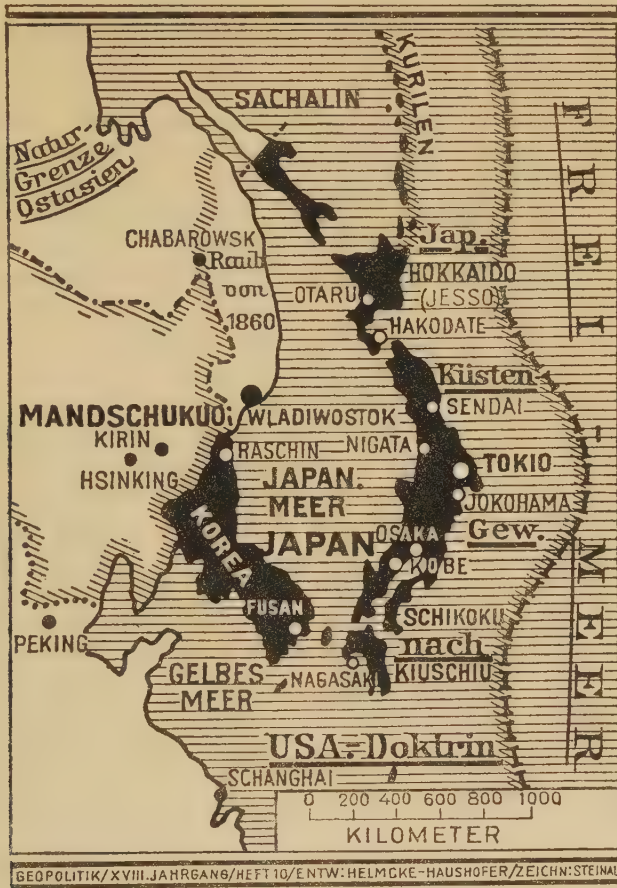 KURILEN
SACHALIN
Natur-
Grenze
Ostasien
FREI-
CHABAROWSK
Raub
von
1860
Jap.
HOKKAIDO
(JESSO)
OTARU
HAKODATE
Küsten
SENDAI
MANDSCHUKUO
WLADIWOSTOK
KIRIN
HSINKING
RASCHIN
NIGATA
TOKIO
JAPAN.
MEER
JOKOHAMA
KOREA
JAPAN
OSAKA
Gew.
KOBE
MEER
FUSAN
SCHIKOKU
PEKING
nach
KIUSCHIU
GELBES
MEER
NAGASAKI
USA.-Doktrin
SCHANGHAI
0 200 400 600 800 1000
KILOMETER
GEOPOLITIK/XVIII.JAHRGANG/HEFT 10/ENTW:HELMCKE-HAUSHOFER/ZEICHN:STEINAU